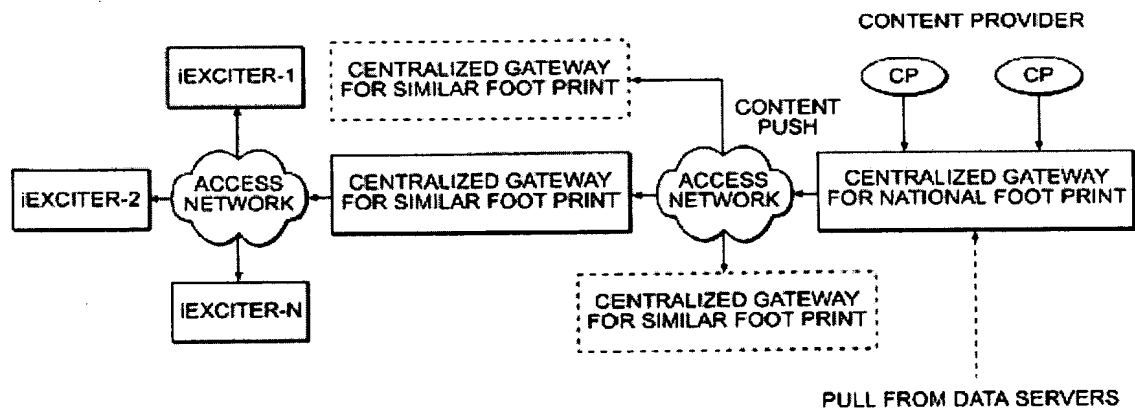 CONTENT PROVIDER
iEXCITER-1
CENTRALIZED GATEWAY
FOR SIMILAR FOOT PRINT
CP
CP
CONTENT
PUSH
iEXCITER-2
ACCESS
NETWORK
CENTRALIZED GATEWAY
FOR SIMILAR FOOT PRINT
ACCESS
NETWORK
CENTRALIZED GATEWAY
FOR NATIONAL FOOT PRINT
iEXCITER-N
CENTRALIZED GATEWAY
FOR SIMILAR FOOT PRINT
PULL FROM DATA SERVERS